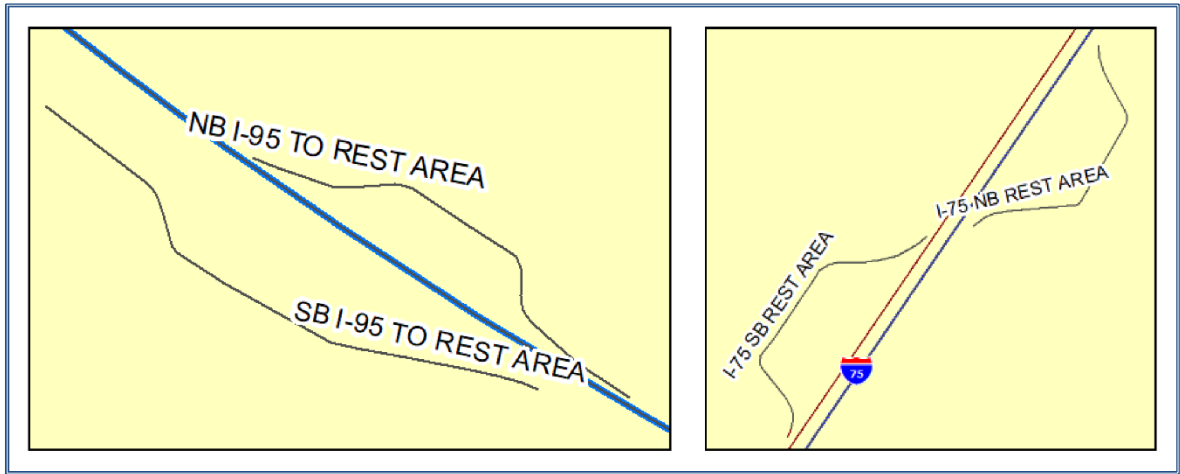 NB I-95 TO REST AREA
SB I-95 TO REST AREA
I-75 NB REST AREA
I-75 SB REST AREA
75